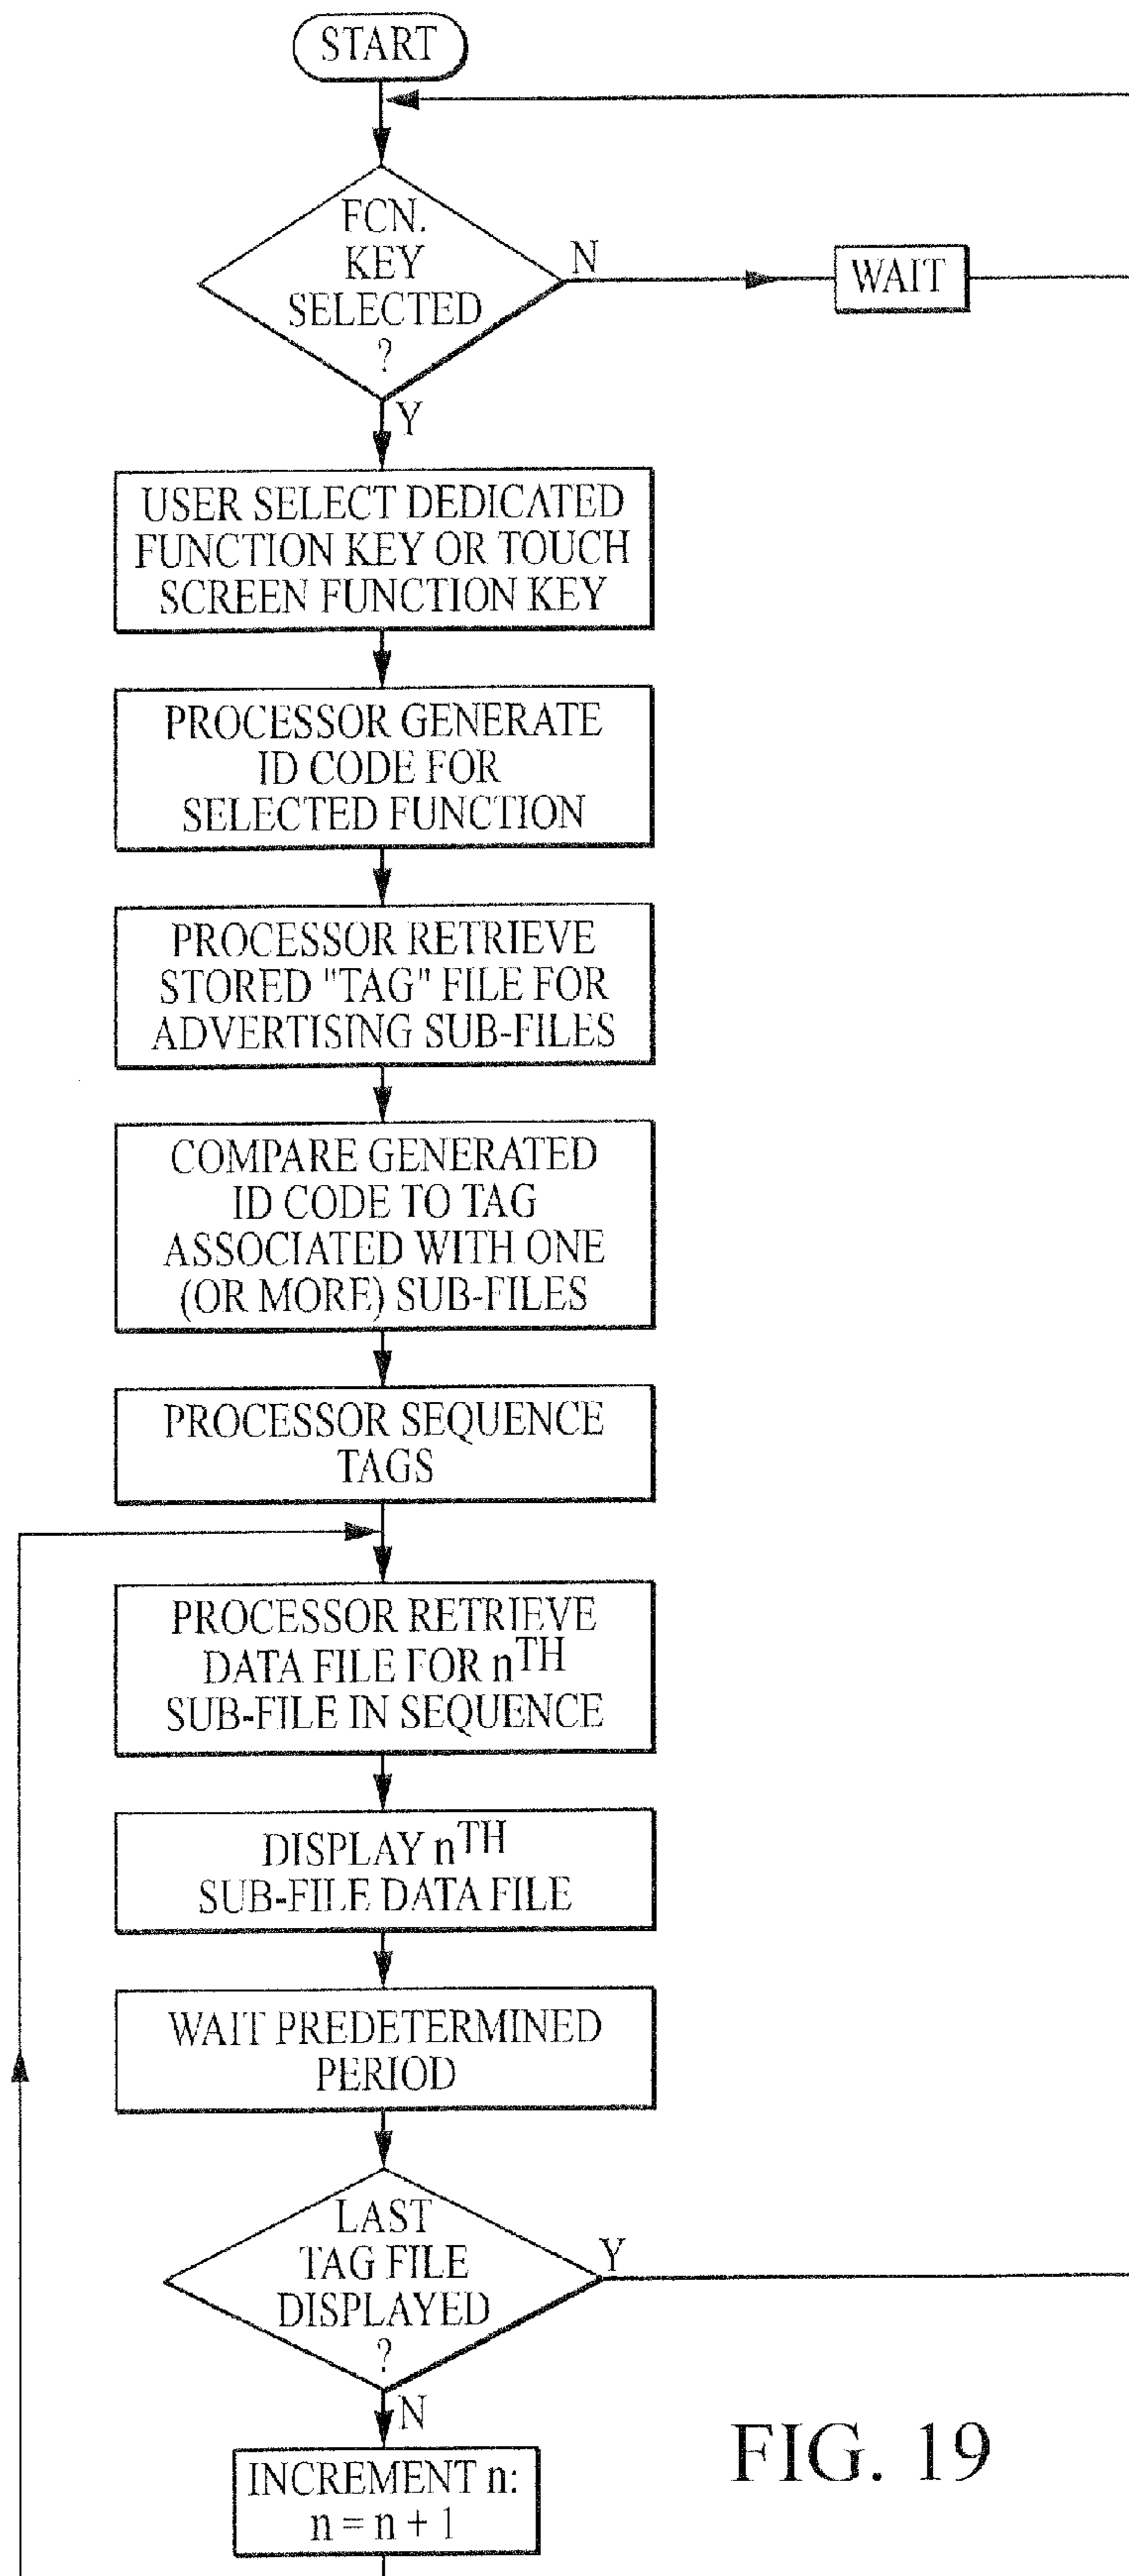 START
FCN.
KEY
SELECTED
?
N
WAIT
Y
USER SELECT DEDICATED
FUNCTION KEY OR TOUCH
SCREEN FUNCTION KEY
PROCESSOR GENERATE
ID CODE FOR
SELECTED FUNCTION
PROCESSOR RETRIEVE
STORED "TAG" FILE FOR
ADVERTISING SUB-FILES
COMPARE GENERATED
ID CODE TO TAG
ASSOCIATED WITH ONE
(OR MORE) SUB-FILES
PROCESSOR SEQUENCE
TAGS
PROCESSOR RETRIEVE
DATA FILE FOR nTH
SUB-FILE IN SEQUENCE
DISPLAY nTH
SUB-FILE DATA FILE
WAIT PREDETERMINED
PERIOD
LAST
TAG FILE
DISPLAYED
?
Y
N
INCREMENT n:
n = n + 1
FIG. 19